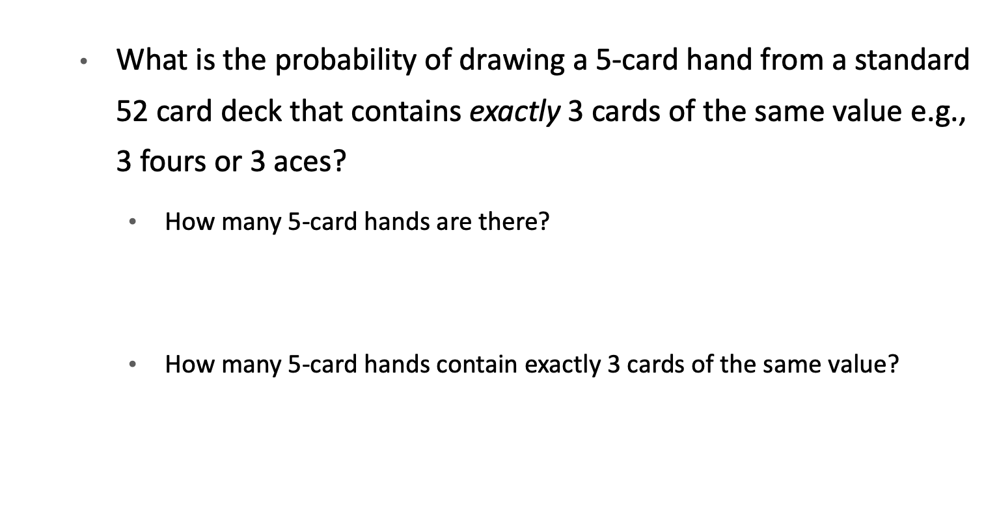 • What is the probability of drawing a 5-card hand from a standard
52 card deck that contains exactly 3 cards of the same value e.g.,
3 fours or 3 aces?
• How many 5-card hands are there?
• How many 5-card hands contain exactly 3 cards of the same value?